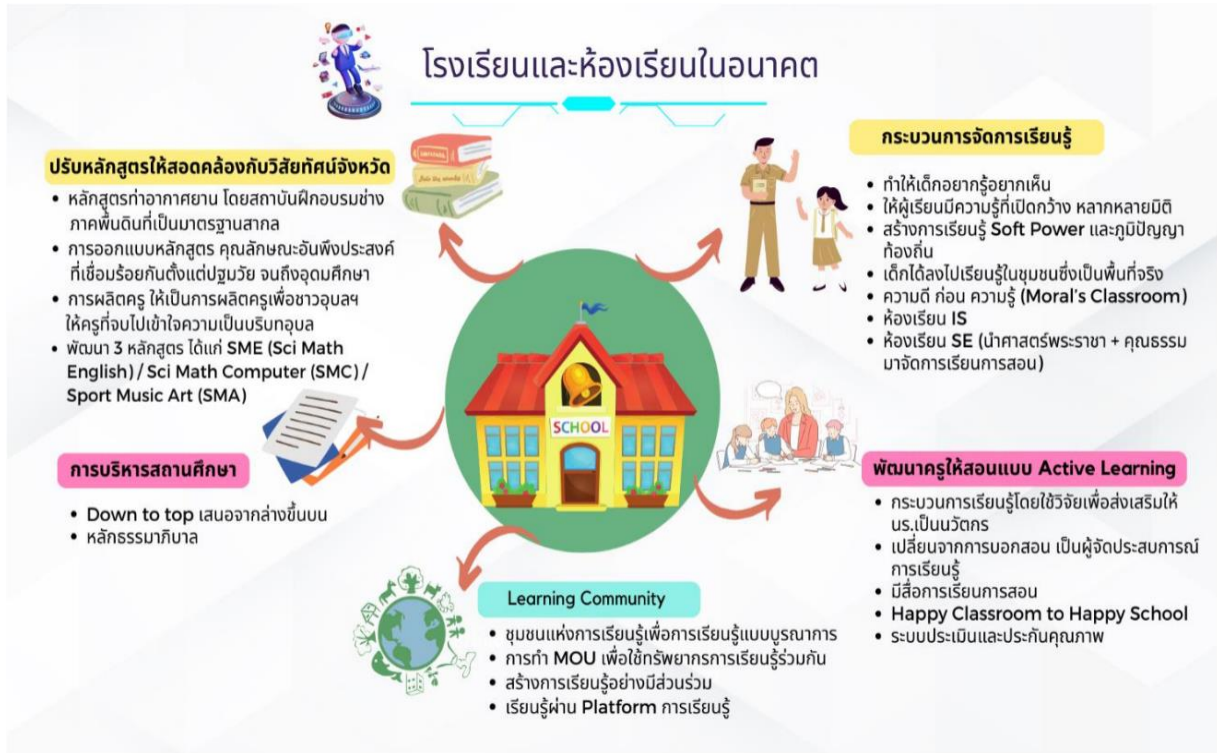 โรงเรียนและห้องเรียนในอนาคต
ปรับหลักสูตรให้สอดคล้องกับวิสัยทัศน์จังหวัด
• หลักสูตรท่าอากาศยาน โดยสถาบันฝึกอบรมช่าง
ภาคพื้นดินที่เป็นมาตรฐานสากล
• การออกแบบหลักสูตร คุณลักษณะอันพึงประสงค์
ที่เชื่อมร้อยกันตั้งแต่ปฐมวัย จนถึงอุดมศึกษา
• การผลิตครู ให้เป็นการผลิตครูเพื่อชาวอุบลฯ
ให้ครูที่จบไปเข้าใจความเป็นบริบทอุบล
• พัฒนา 3 หลักสูตร ได้แก่ SME (Sci Math
English) / Sci Math Computer (SMC) /
Sport Music Art (SMA)
กระบวนการจัดการเรียนรู้
• ทำให้เด็กอยากรู้อยากเห็น
• ให้ผู้เรียนมีความรู้ที่เปิดกว้าง หลากหลายมิติ
• สร้างการเรียนรู้ Soft Power และภูมิปัญญา
ท้องถิ่น
• เด็กได้ลงไปเรียนรู้ในชุมชนซึ่งเป็นพื้นที่จริง
• ความดี ก่อน ความรู้ (Moral's Classroom)
• ห้องเรียน IS
• ห้องเรียน SE (นำศาสตร์พระราชา + คุณธรรม
มาจัดการเรียนการสอน)
SCHOOL
การบริหารสถานศึกษา
• Down to top เสนอจากล่างขึ้นบน
• หลักธรรมาภิบาล
พัฒนาครูให้สอนแบบ Active Learning
• กระบวนการเรียนรู้โดยใช้วิจัยเพื่อส่งเสริมให้
นร.เป็นนวัตกร
• เปลี่ยนจากการบอกสอน เป็นผู้จัดประสบการณ์
การเรียนรู้
• มีสื่อการเรียนการสอน
• Happy Classroom to Happy School
• ระบบประเมินและประกันคุณภาพ
Learning Community
• ชุมชนแห่งการเรียนรู้เพื่อการเรียนรู้แบบบูรณาการ
• การทำ MOU เพื่อใช้ทรัพยากรการเรียนรู้ร่วมกัน
• สร้างการเรียนรู้อย่างมีส่วนร่วม
• เรียนรู้ผ่าน Platform การเรียนรู้